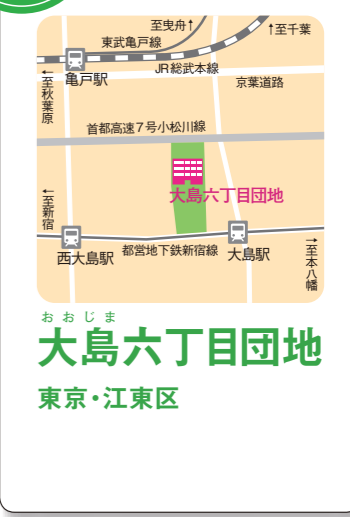 至曳舟↑
↑至千葉
東武亀戸線
JR総武本線
亀戸駅
京葉道路
←至秋葉原
首都高速7号小松川線
大島六丁目団地
←至新宿
西大島駅
都営地下鉄新宿線
大島駅
→至本八幡
おおじま
大島六丁目団地
東京・江東区